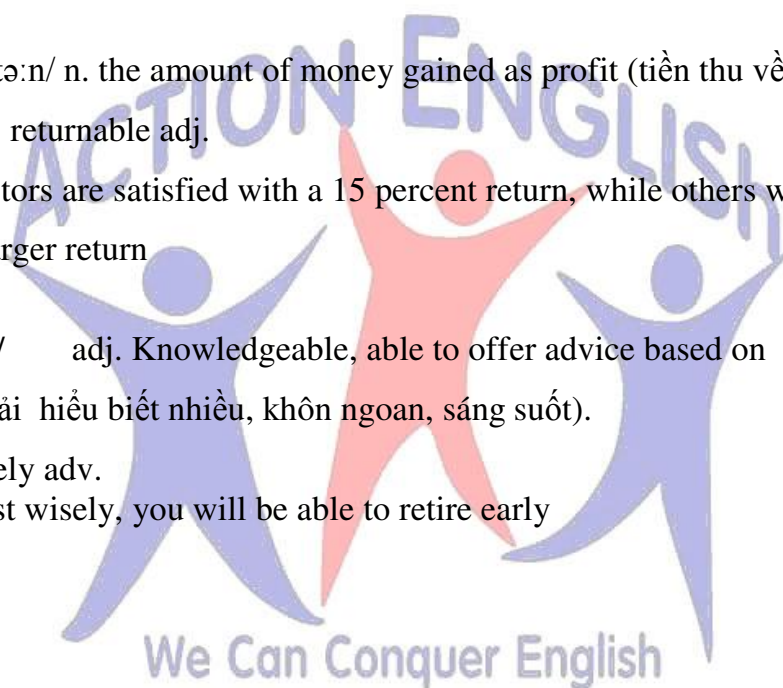 tə:n/ n. the amount of money gained as profit (tiền thu về
returnable adj.
tors are satisfied with a 15 percent return, while others w
rger return
/ adj. Knowledgeable, able to offer advice based on
ải hiểu biết nhiều, khôn ngoan, sáng suốt).
ely adv.
st wisely, you will be able to retire early
ACTION ENGLISH
We Can Conquer English